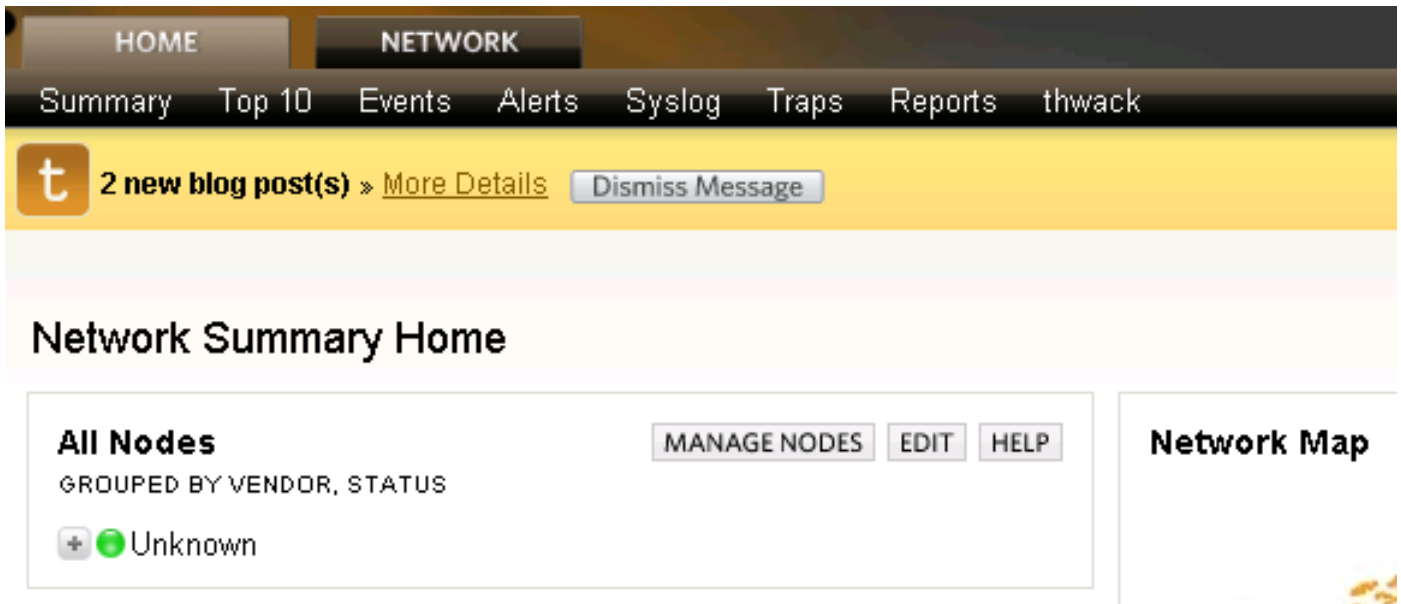 HOME NETWORK
Summary Top 10 Events Alerts Syslog Traps Reports thwack
t 2 new blog post(s) » More Details Dismiss Message
Network Summary Home
All Nodes MANAGE NODES EDIT HELP
GROUPED BY VENDOR, STATUS
+ Unknown
Network Map